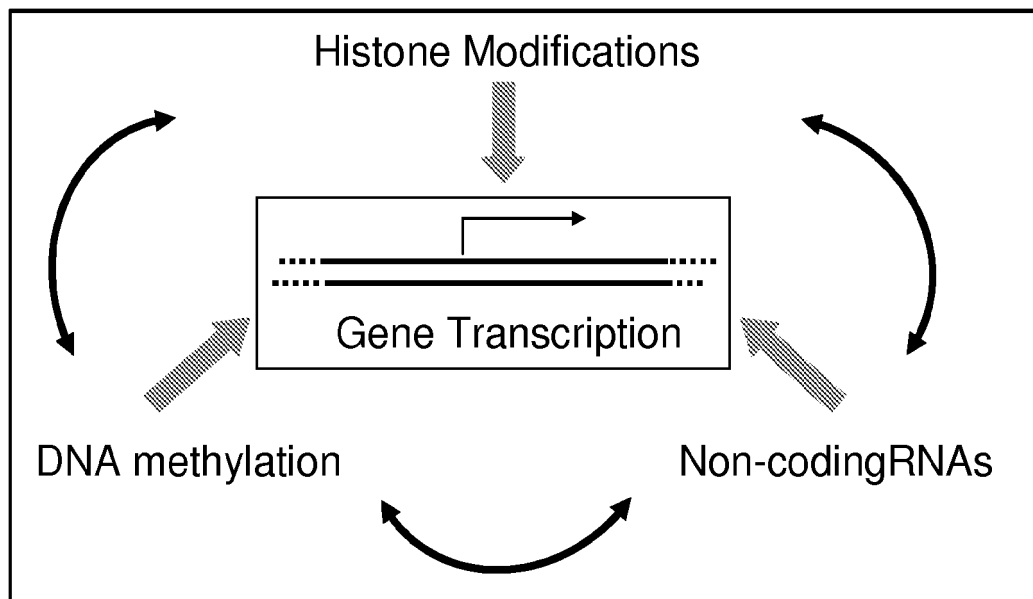 Histone Modifications
Gene Transcription
DNA methylation
Non-codingRNAs